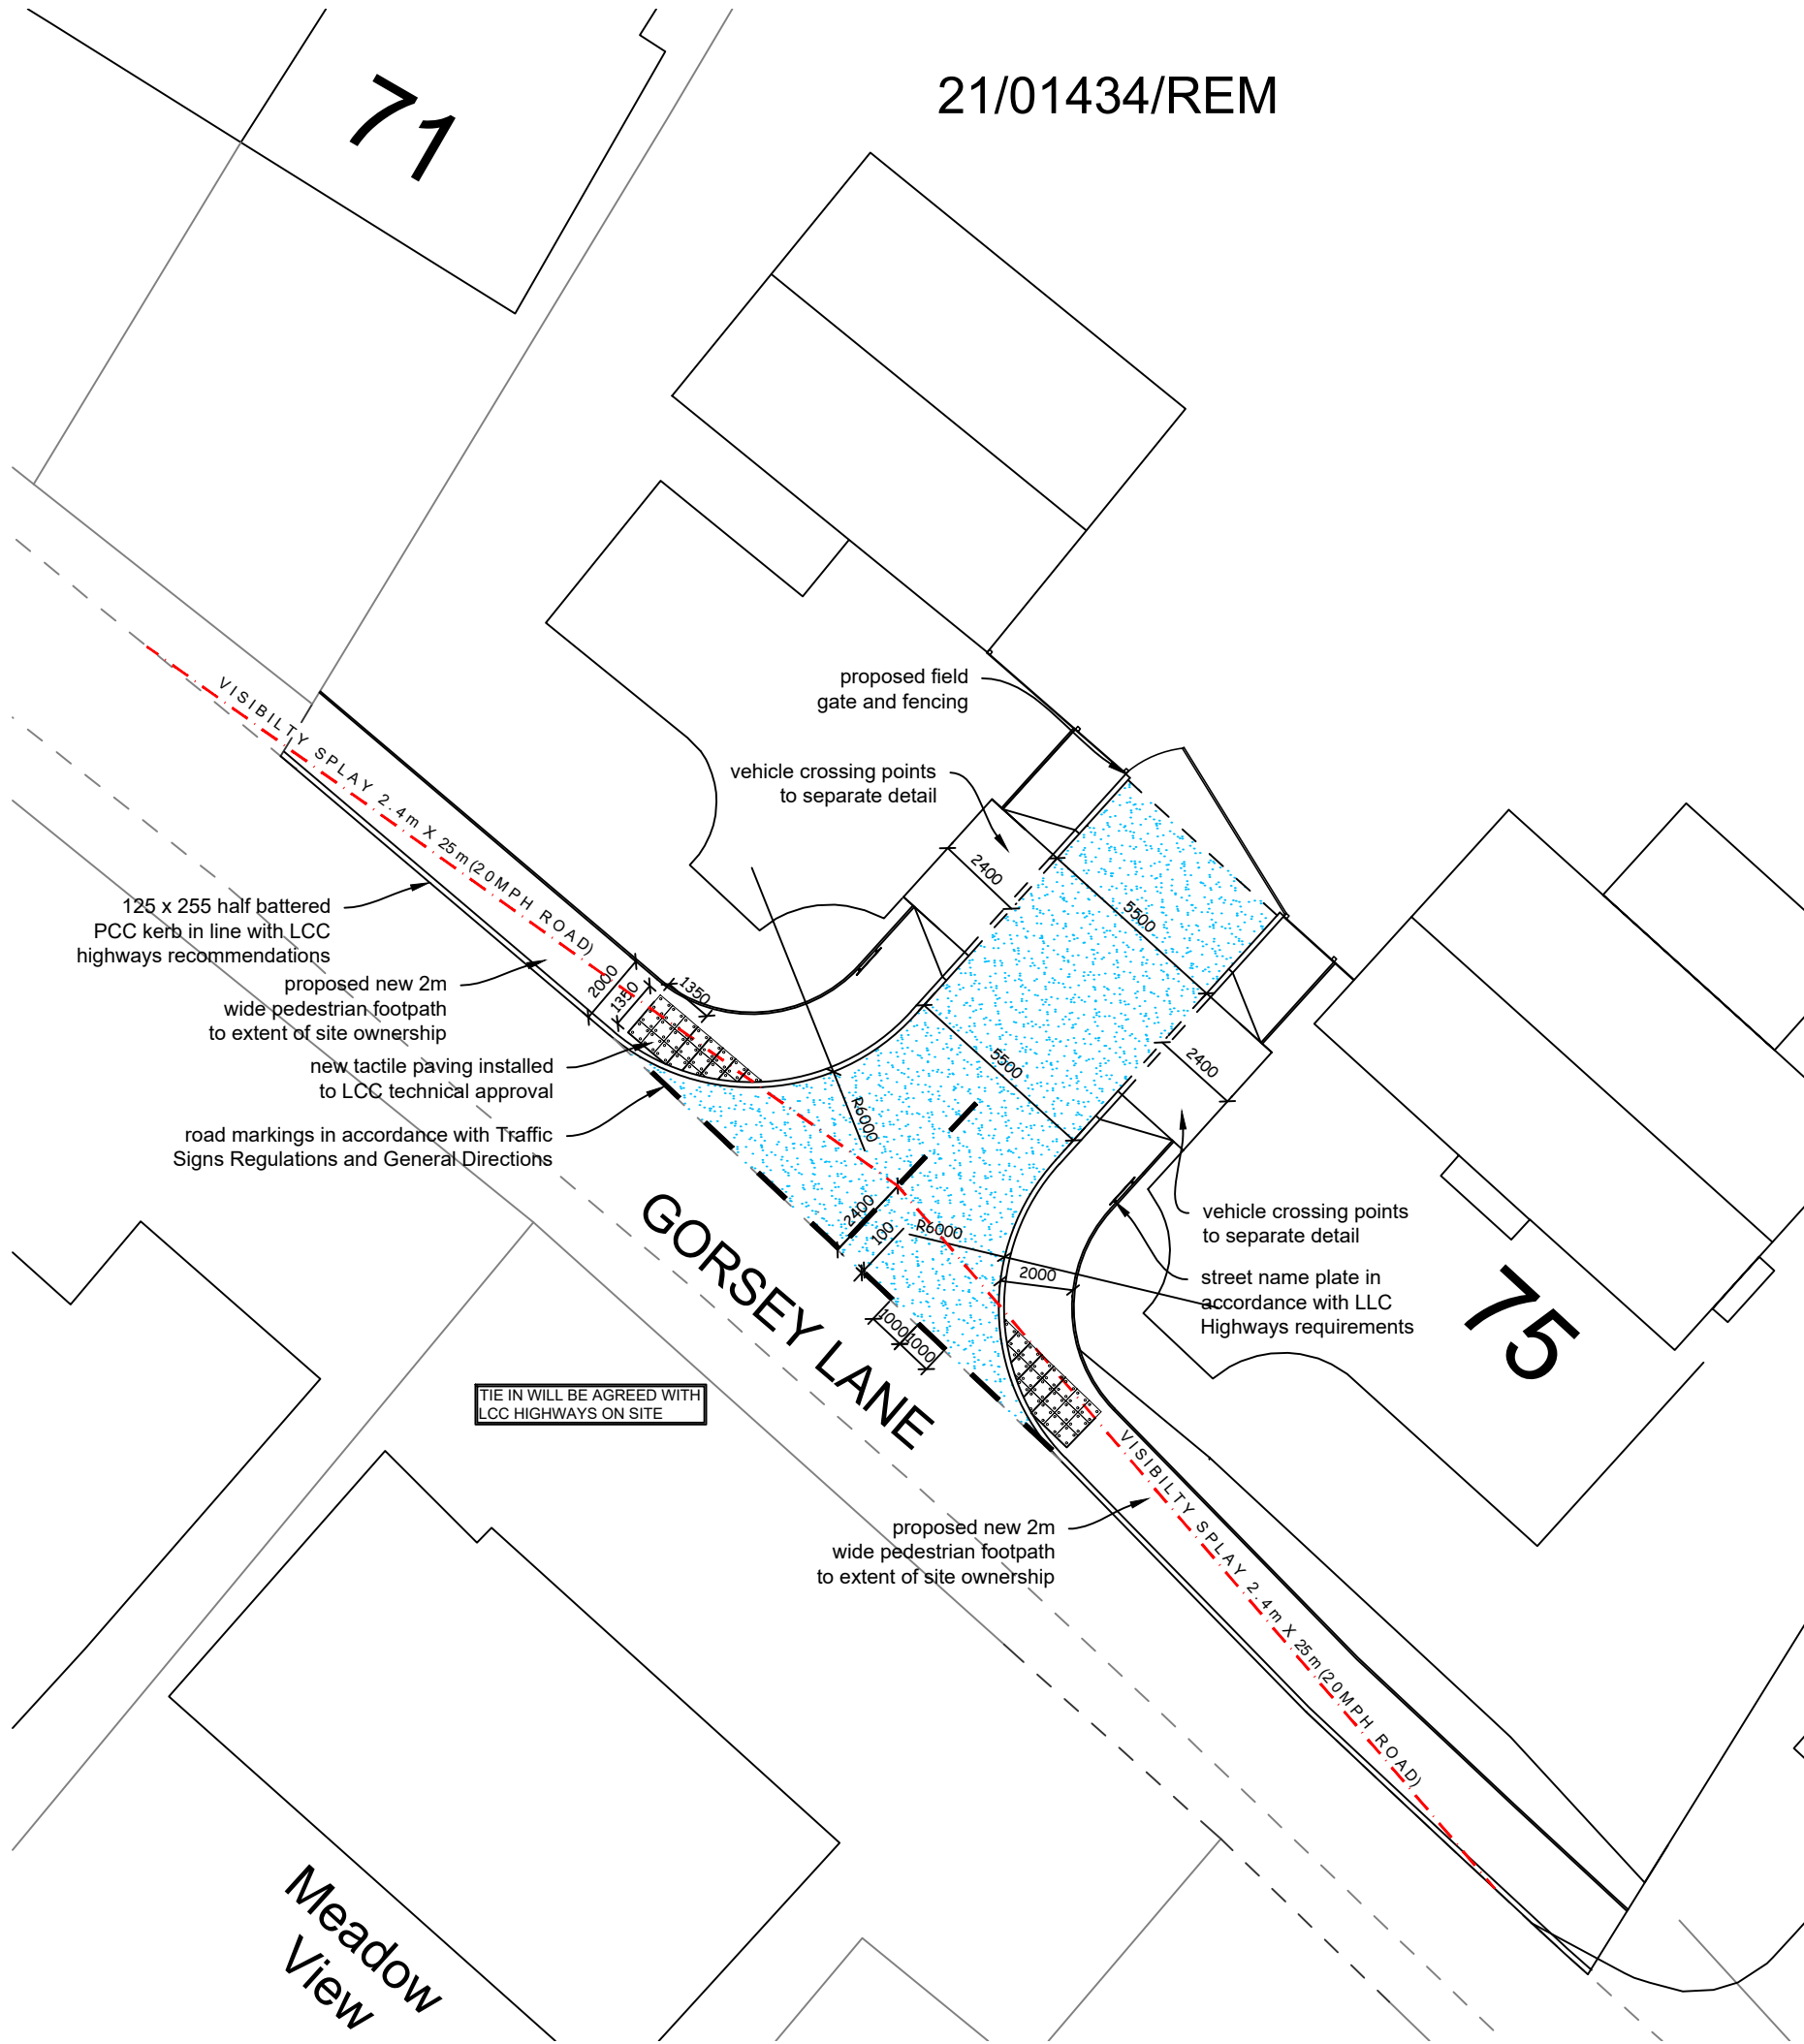 21/01434/REM
71
proposed field
gate and fencing
vehicle crossing points
to separate detail
2400
5500
VISIBILTY SPLAY 2.4m X 25m (20MPH ROAD)
125 x 255 half battered
PCC kerb in line with LCC
highways recommendations
proposed new 2m
wide pedestrian footpath
to extent of site ownership
2000
1350
1350
new tactile paving installed
to LCC technical approval
road markings in accordance with Traffic
Signs Regulations and General Directions
R6000
5500
2400
2400
100
R6000
2000
1000
1000
vehicle crossing points
to separate detail
street name plate in
accordance with LLC
Highways requirements
75
GORSEY LANE
TIE IN WILL BE AGREED WITH
LCC HIGHWAYS ON SITE
proposed new 2m
wide pedestrian footpath
to extent of site ownership
VISIBILTY SPLAY 2.4m X 25m (20MPH ROAD)
Meadow
View